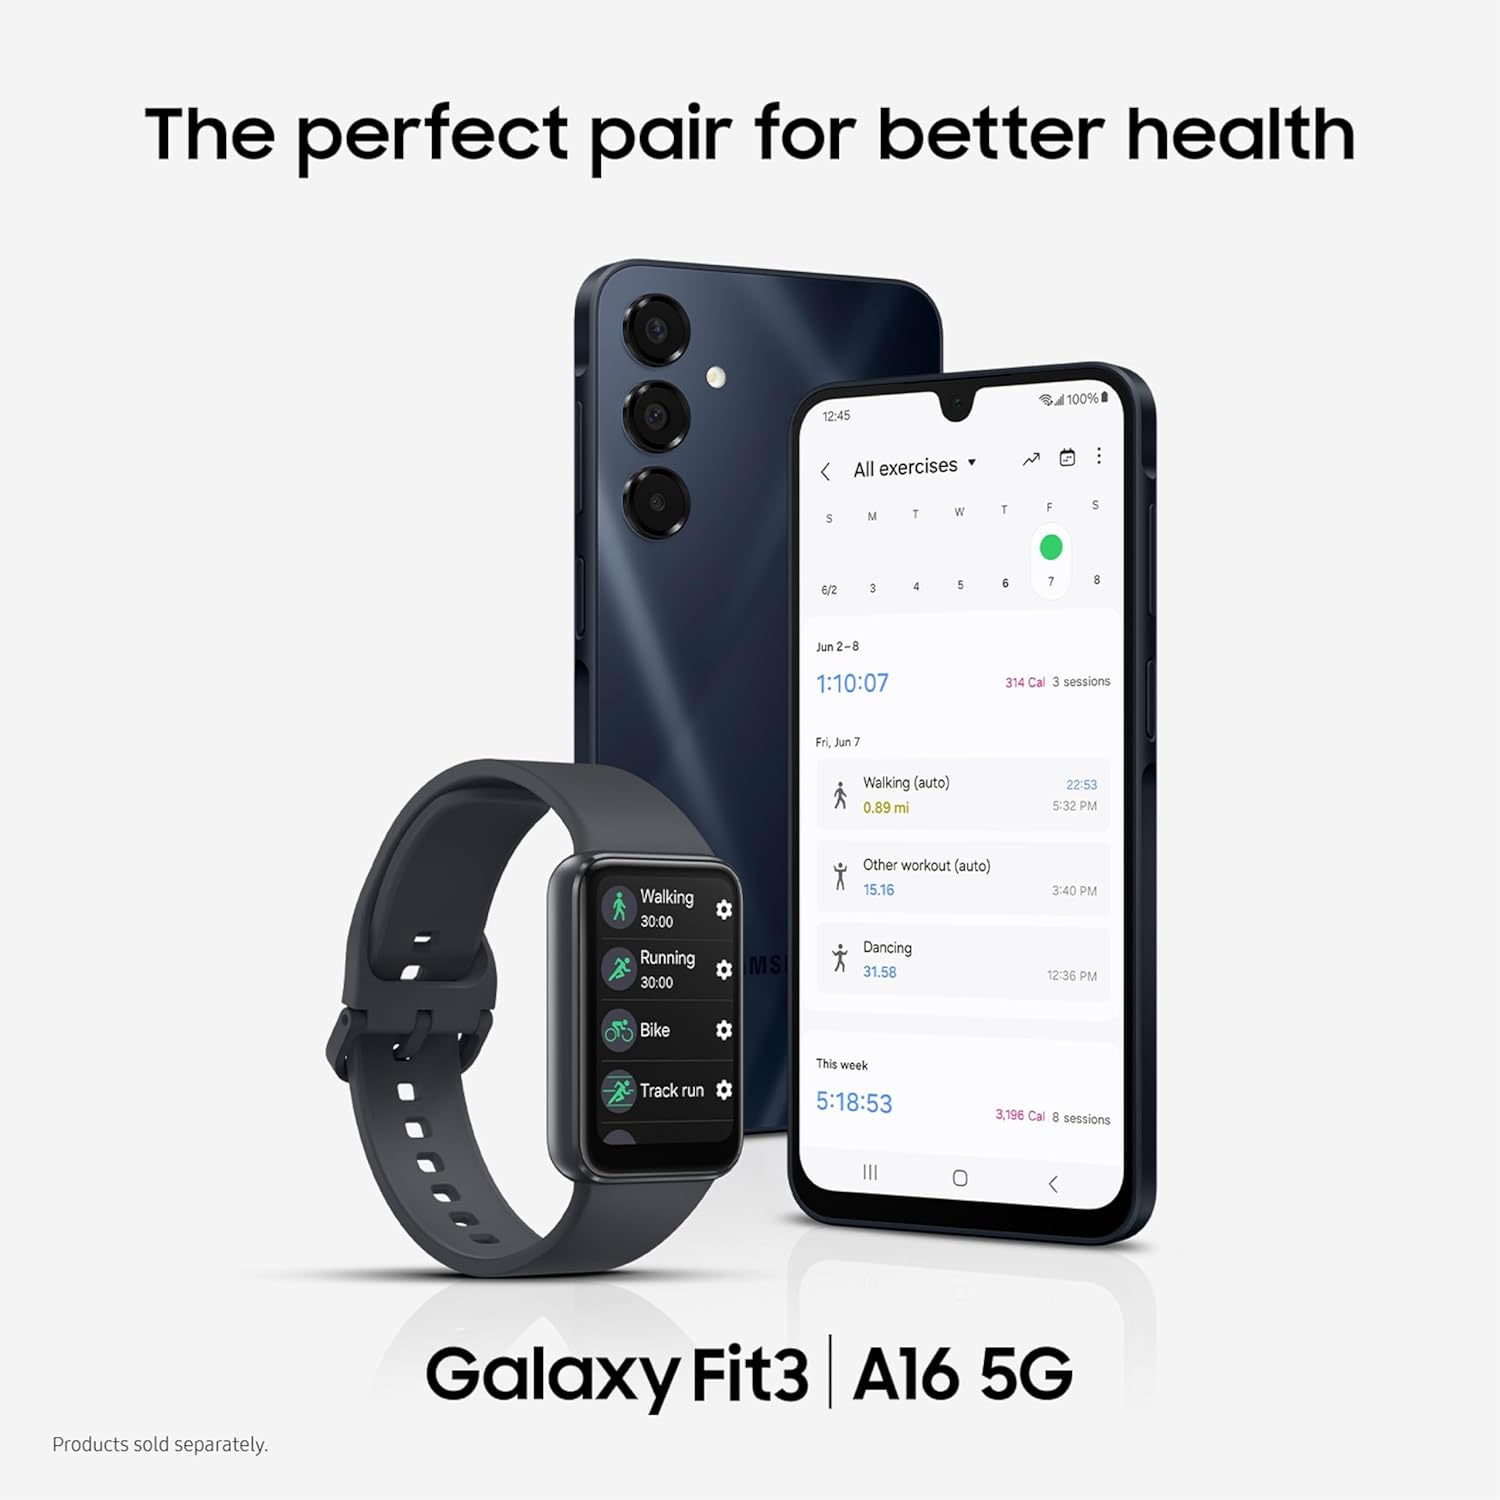 The perfect pair for better health
12:45 100%
All exercises
S M T W T F S
6/2 3 4 5 6 7 8
Jun 2–8
1:10:07 314 Cal 3 sessions
Fri, Jun 7
Walking (auto) 22:53
0.89 mi 5:32 PM
Other workout (auto)
15.16 3:40 PM
Dancing
31.58 12:36 PM
This week
5:18:53 3,196 Cal 8 sessions
Walking
30:00
Running
30:00
Bike
Track run
Galaxy Fit3 | A16 5G
Products sold separately.